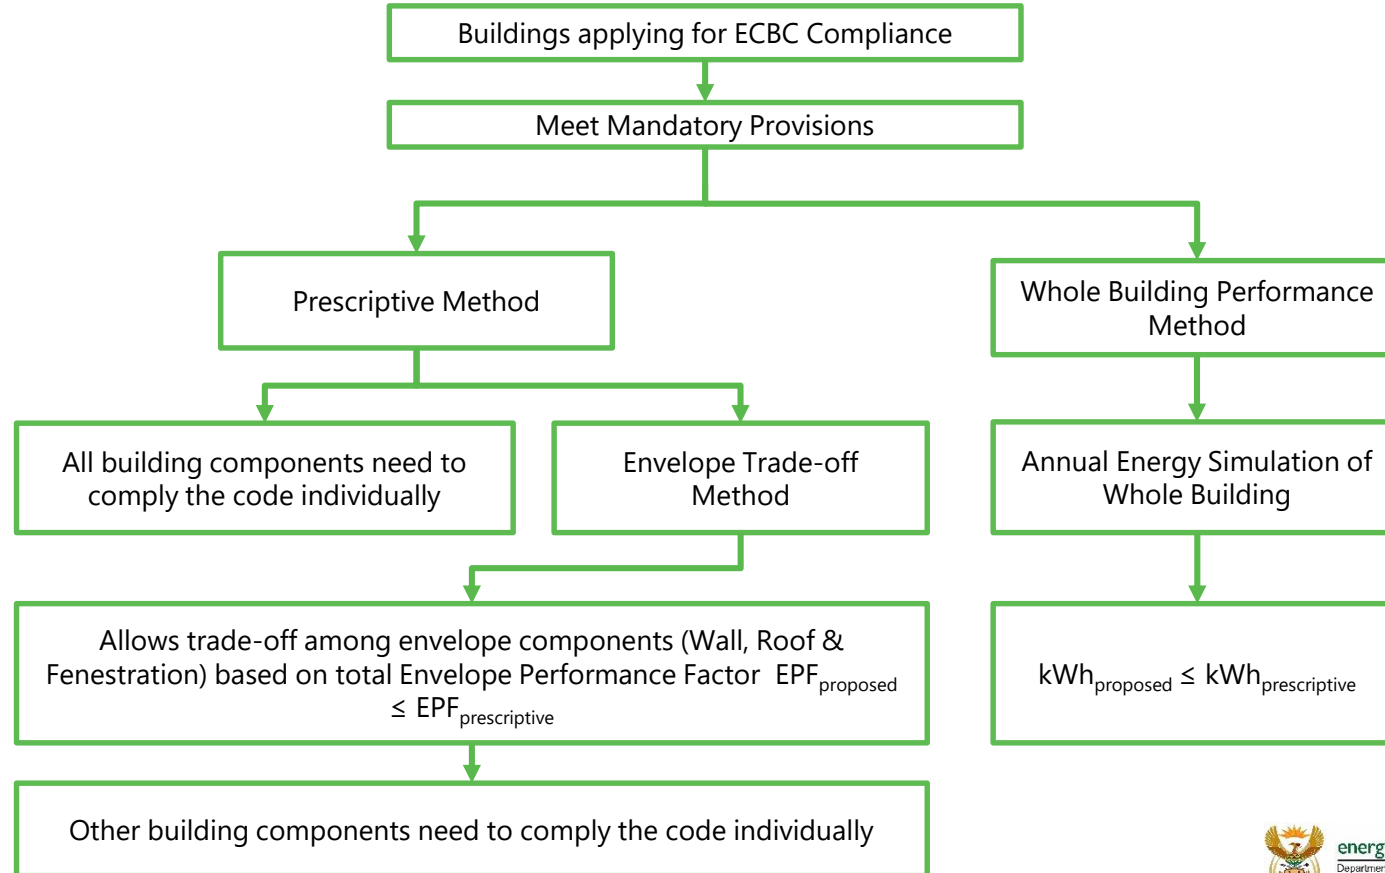 Buildings applying for ECBC Compliance
Meet Mandatory Provisions
Prescriptive Method
Whole Building Performance
Method
All building components need to
comply the code individually
Envelope Trade-off
Method
Annual Energy Simulation of
Whole Building
Allows trade-off among envelope components (Wall, Roof &
Fenestration) based on total Envelope Performance Factor EPFproposed
≤ EPFprescriptive
kWhproposed ≤ kWhprescriptive
Other building components need to comply the code individually
energ
Departmen